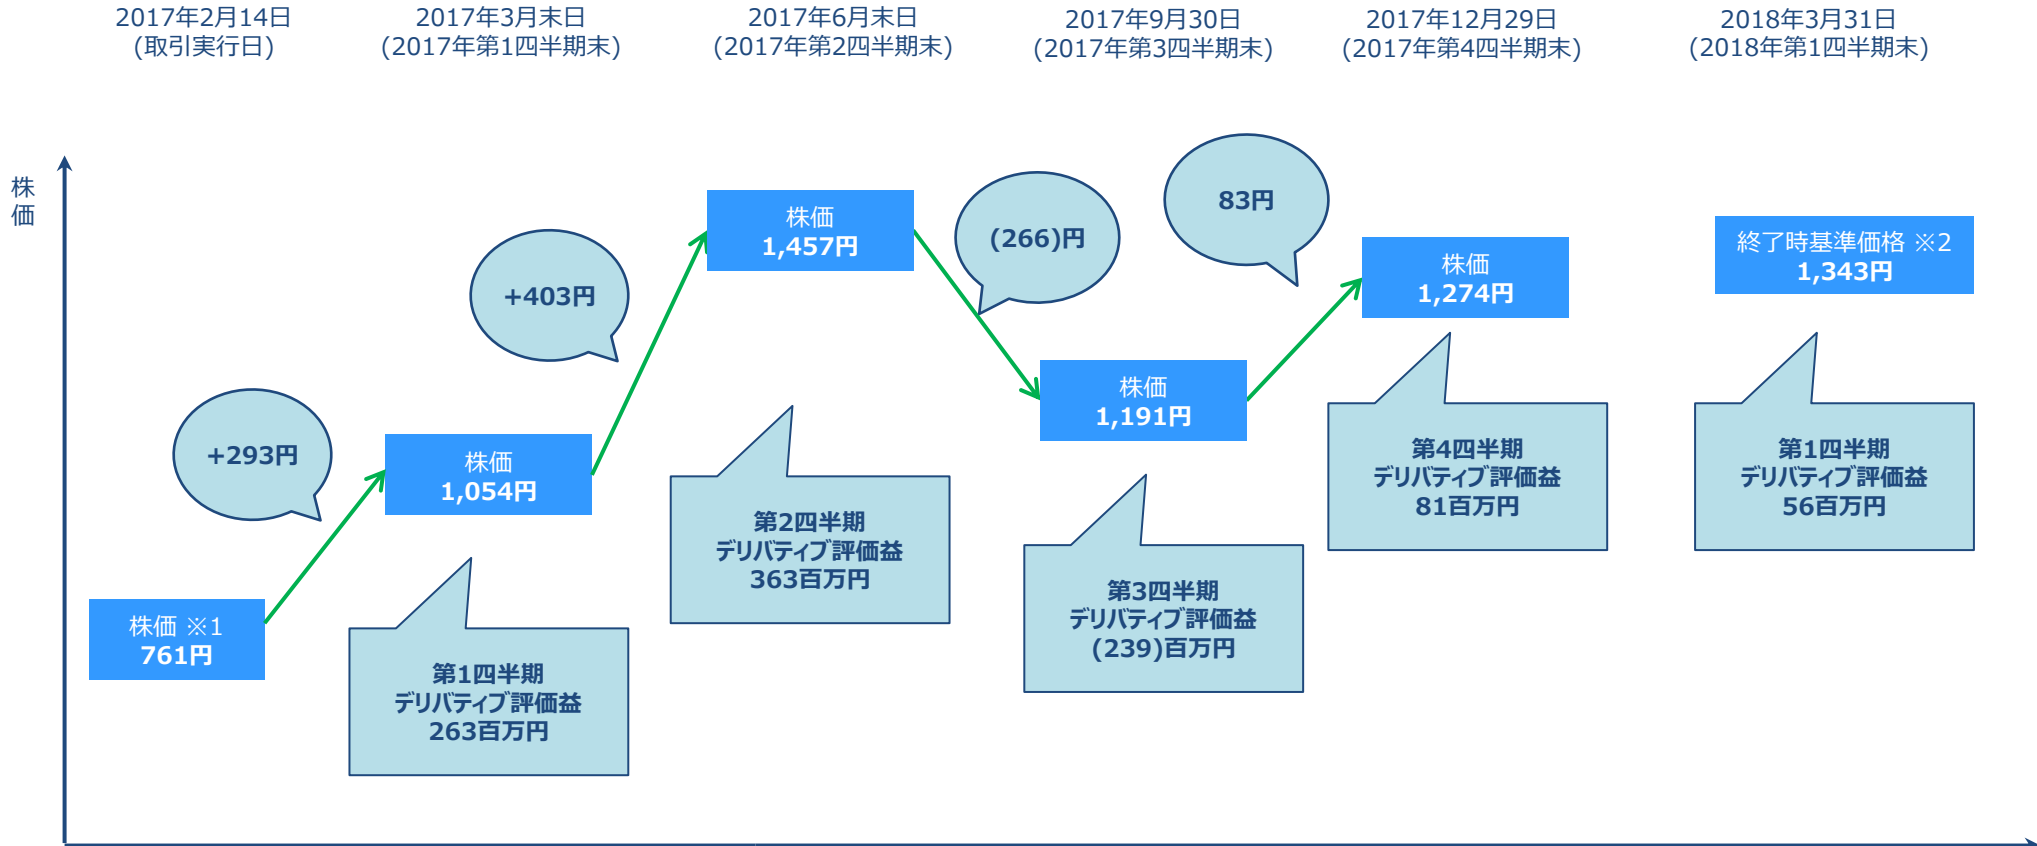 2017年2月14日
(取引実行日)
2017年3月末日
(2017年第1四半期末)
2017年6月末日
(2017年第2四半期末)
2017年9月30日
(2017年第3四半期末)
2017年12月29日
(2017年第4四半期末)
2018年3月31日
(2018年第1四半期末)
株
価
株価 ※1
761円
+293円
株価
1,054円
第1四半期
デリバティブ評価益
263百万円
+403円
株価
1,457円
第2四半期
デリバティブ評価益
363百万円
(266)円
株価
1,191円
第3四半期
デリバティブ評価益
(239)百万円
83円
株価
1,274円
第4四半期
デリバティブ評価益
81百万円
終了時基準価格 ※2
1,343円
第1四半期
デリバティブ評価益
56百万円